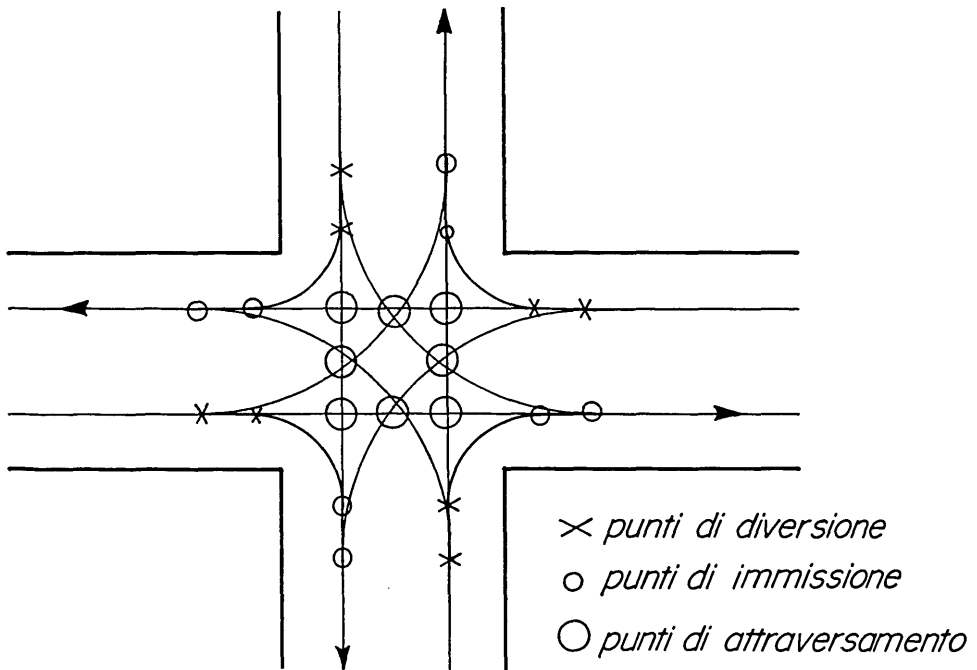 punti di diversione
punti di immissione
punti di attraversamento